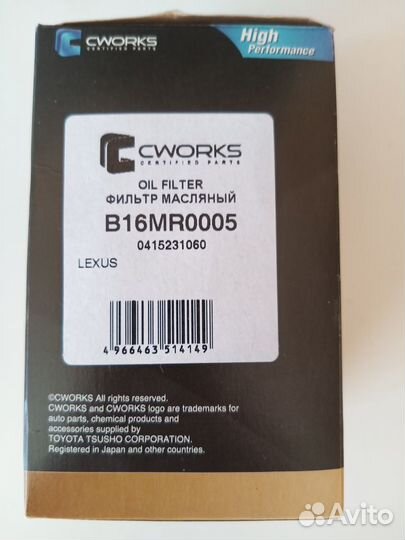 CWORKS
CERTIFIED PARTS
High
Performance
CWORKS
CERTIFIED PARTS
OIL FILTER
ФИЛЬТР МАСЛЯНЫЙ
B16MR0005
0415231060
LEXUS
4 966463 514149
©CWORKS All rights reserved.
CWORKS and CWORKS logo are trademarks for
auto parts, chemical products and
accessories supplied by
TOYOTA TSUSHO CORPORATION.
Registered in Japan and other countries.
Avito